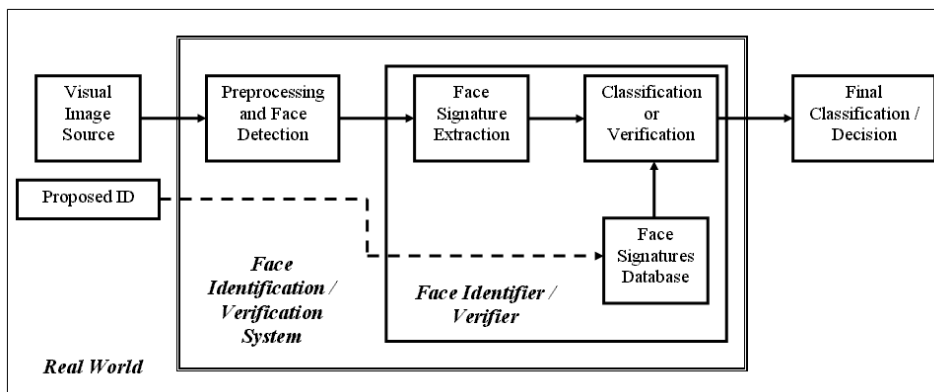 Visual
Image
Source
Preprocessing
and Face
Detection
Face
Signature
Extraction
Classification
or
Verification
Final
Classification /
Decision
Proposed ID
Face
Signatures
Database
Face
Identification /
Verification
System
Face Identifier /
Verifier
Real World